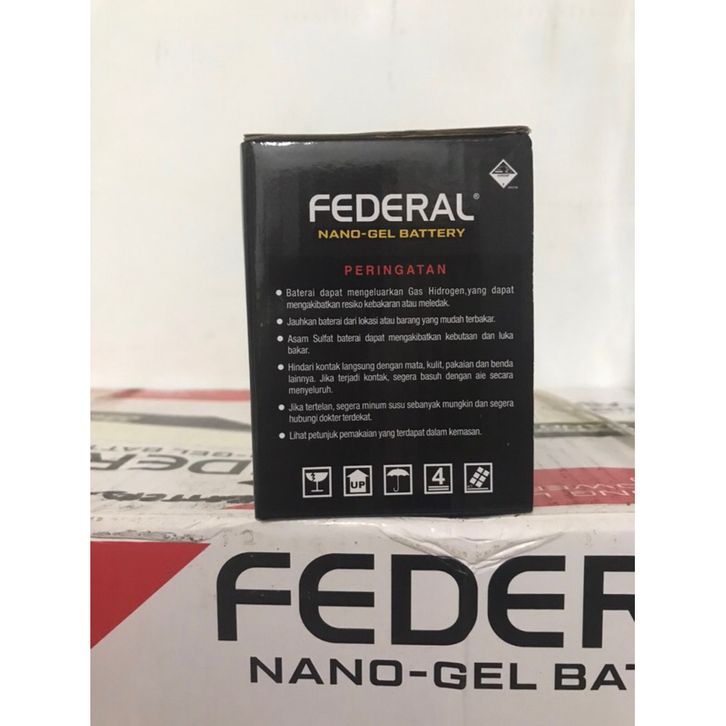 FEDERAL®
NANO-GEL BATTERY
PERINGATAN
● Baterai dapat mengeluarkan Gas Hidrogen,yang dapat
mengakibatkan resiko kebakaran atau meledak.
● Jauhkan baterai dari lokasi atau barang yang mudah terbakar.
● Asam Sulfat baterai dapat mengakibatkan kebutaan dan luka
bakar.
● Hindari kontak langsung dengan mata, kulit, pakaian dan benda
lainnya. Jika terjadi kontak, segera basuh dengan aie secara
menyeluruh.
● Jika tertelan, segera minum susu sebanyak mungkin dan segera
hubungi dokter terdekat.
● Lihat petunjuk pemakaian yang terdapat dalam kemasan.
UP
4
DER
-GEL BAT
FEDER
NANO-GEL BAT